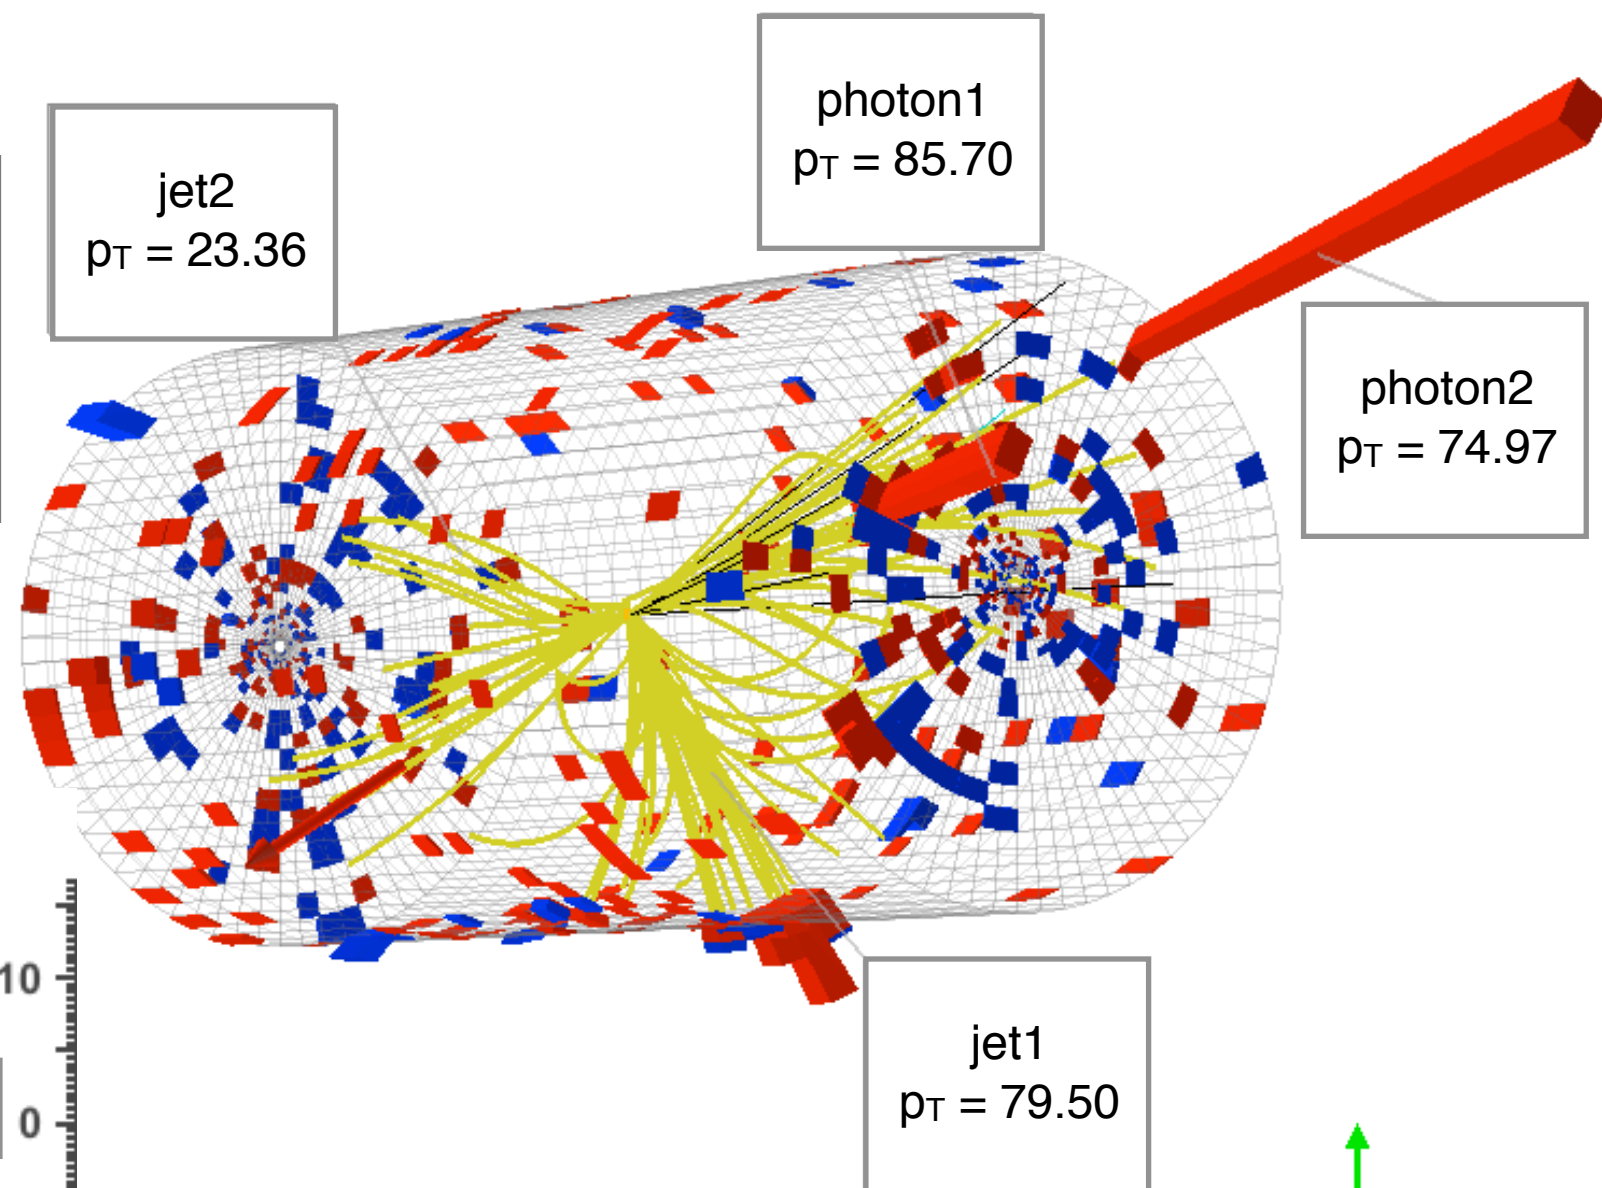 photon1
pT = 85.70
jet2
pT = 23.36
photon2
pT = 74.97
10
0
jet1
pT = 79.50